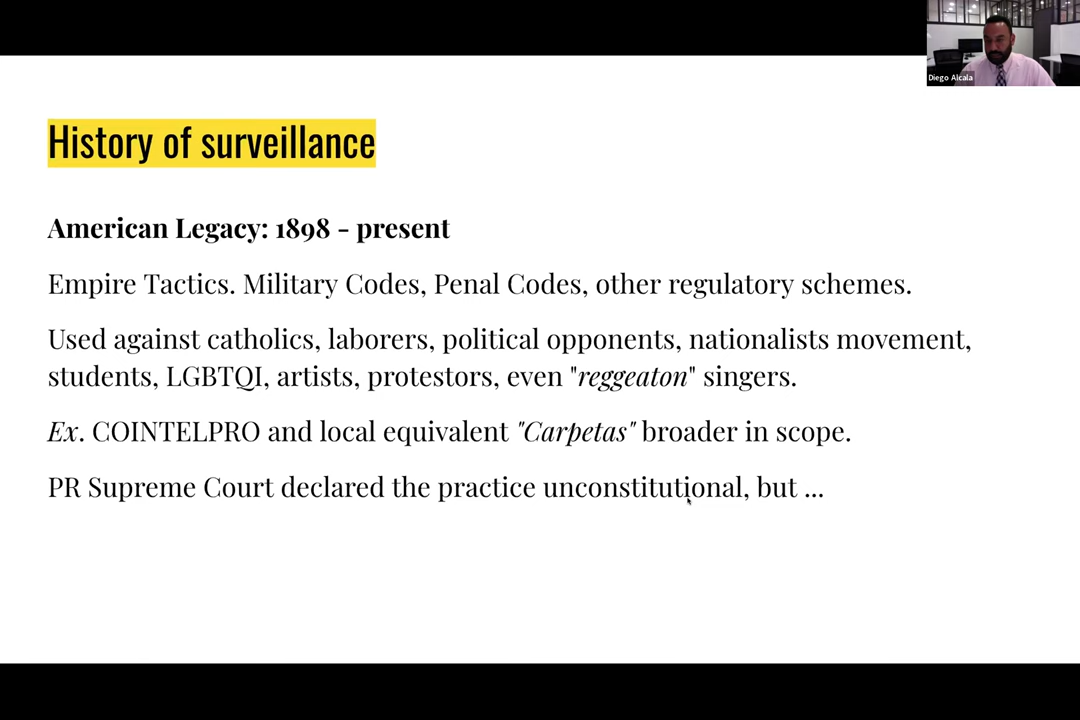 Diego Alcala
History of surveillance
American Legacy: 1898 - present
Empire Tactics. Military Codes, Penal Codes, other regulatory schemes.
Used against catholics, laborers, political opponents, nationalists movement,
students, LGBTQI, artists, protestors, even "reggeaton" singers.
Ex. COINTELPRO and local equivalent "Carpetas" broader in scope.
PR Supreme Court declared the practice unconstitutional, but ...